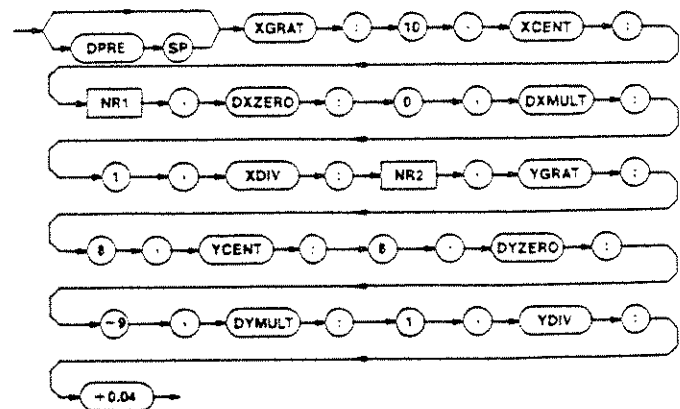 XGRAT : 10 , XCENT :
DPRE SP
NR1 , DXZERO : 0 , DXMULT :
1 , XDIV : NR2 , YGRAT :
8 , YCENT : 6 , DYZERO :
-9 , DYMULT : 1 , YDIV :
+0.04